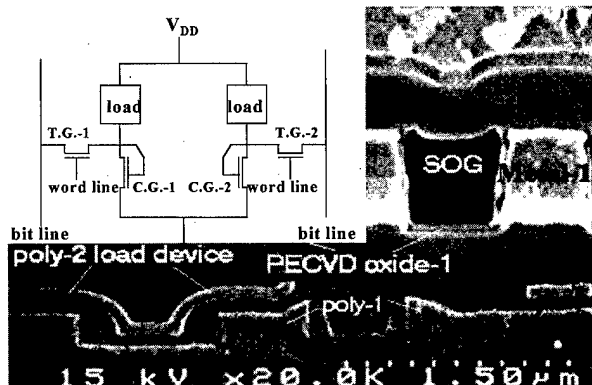 VDD
load
load
T.G.-1
T.G.-2
C.G.-1
C.G.-2
word line
word line
bit line
bit line
SOG
Metal-1
poly-2 load device
PECVD oxide-1
poly-1
15 kV x20.0K 1.50µm